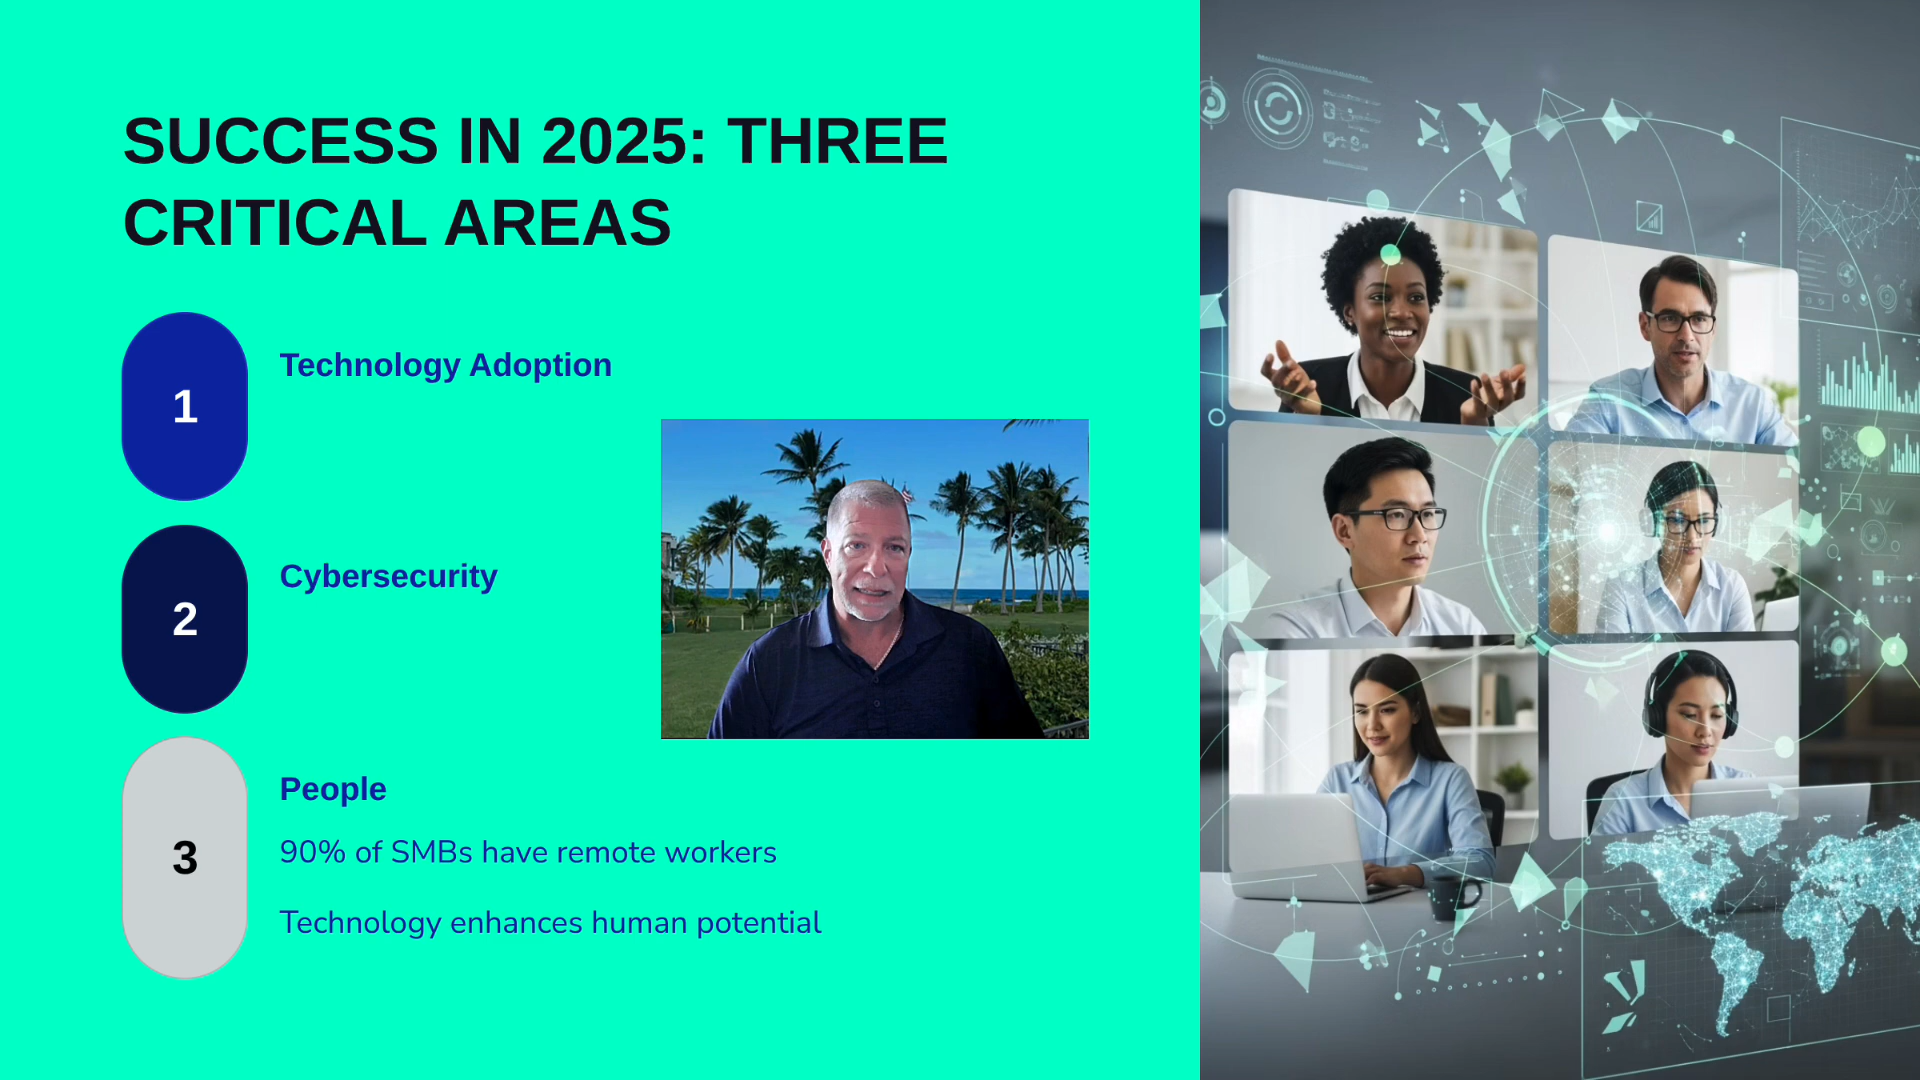 SUCCESS IN 2025: THREE
CRITICAL AREAS
1
Technology Adoption
2
Cybersecurity
3
People
90% of SMBs have remote workers
Technology enhances human potential